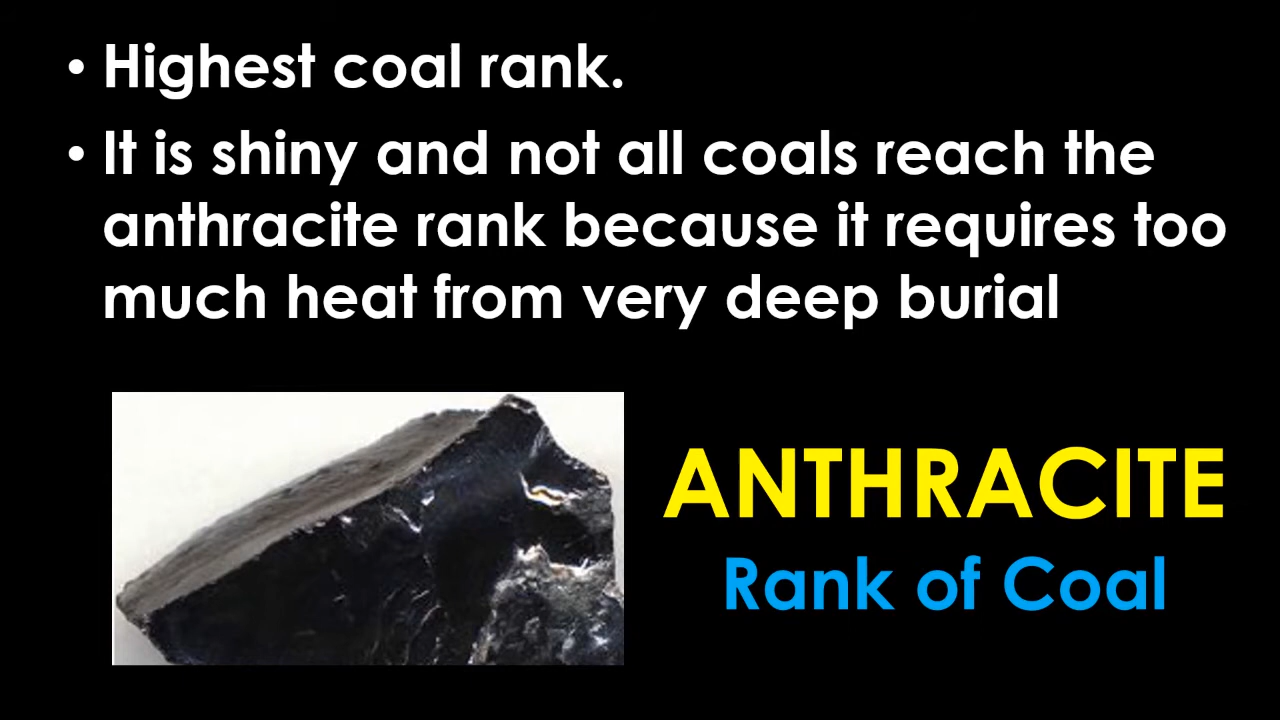 • Highest coal rank.
• It is shiny and not all coals reach the
anthracite rank because it requires too
much heat from very deep burial
ANTHRACITE
Rank of Coal